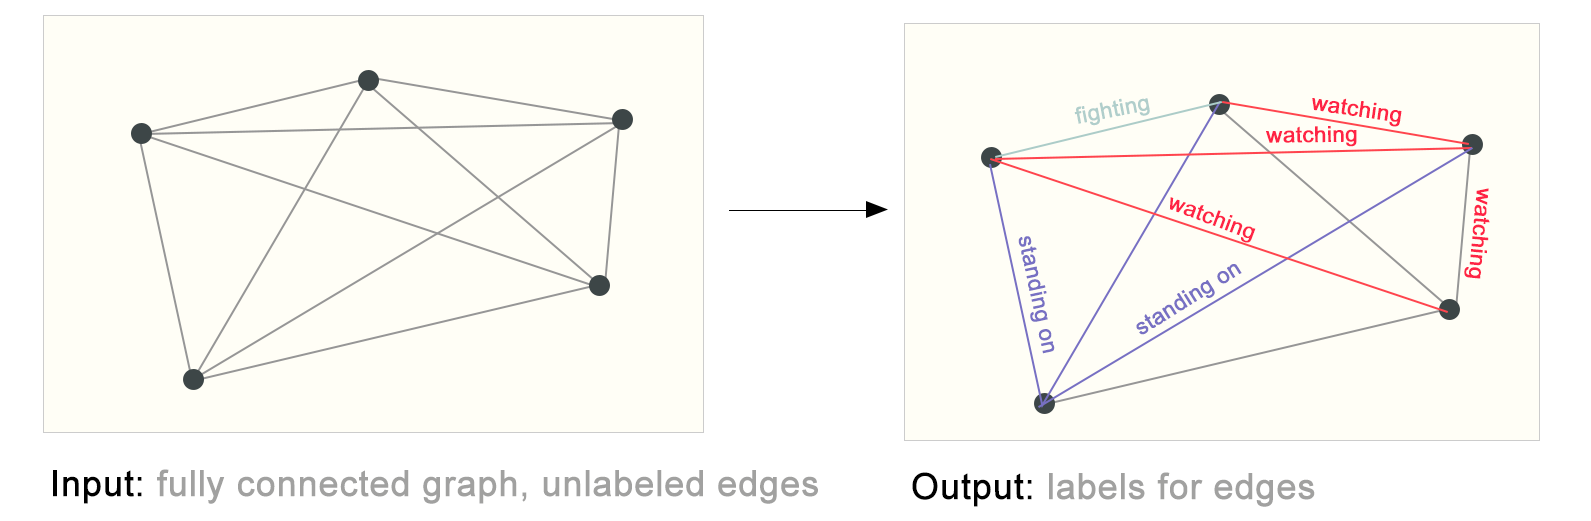 Input: fully connected graph, unlabeled edges
fighting
watching
watching
watching
watching
standing on
standing on
Output: labels for edges